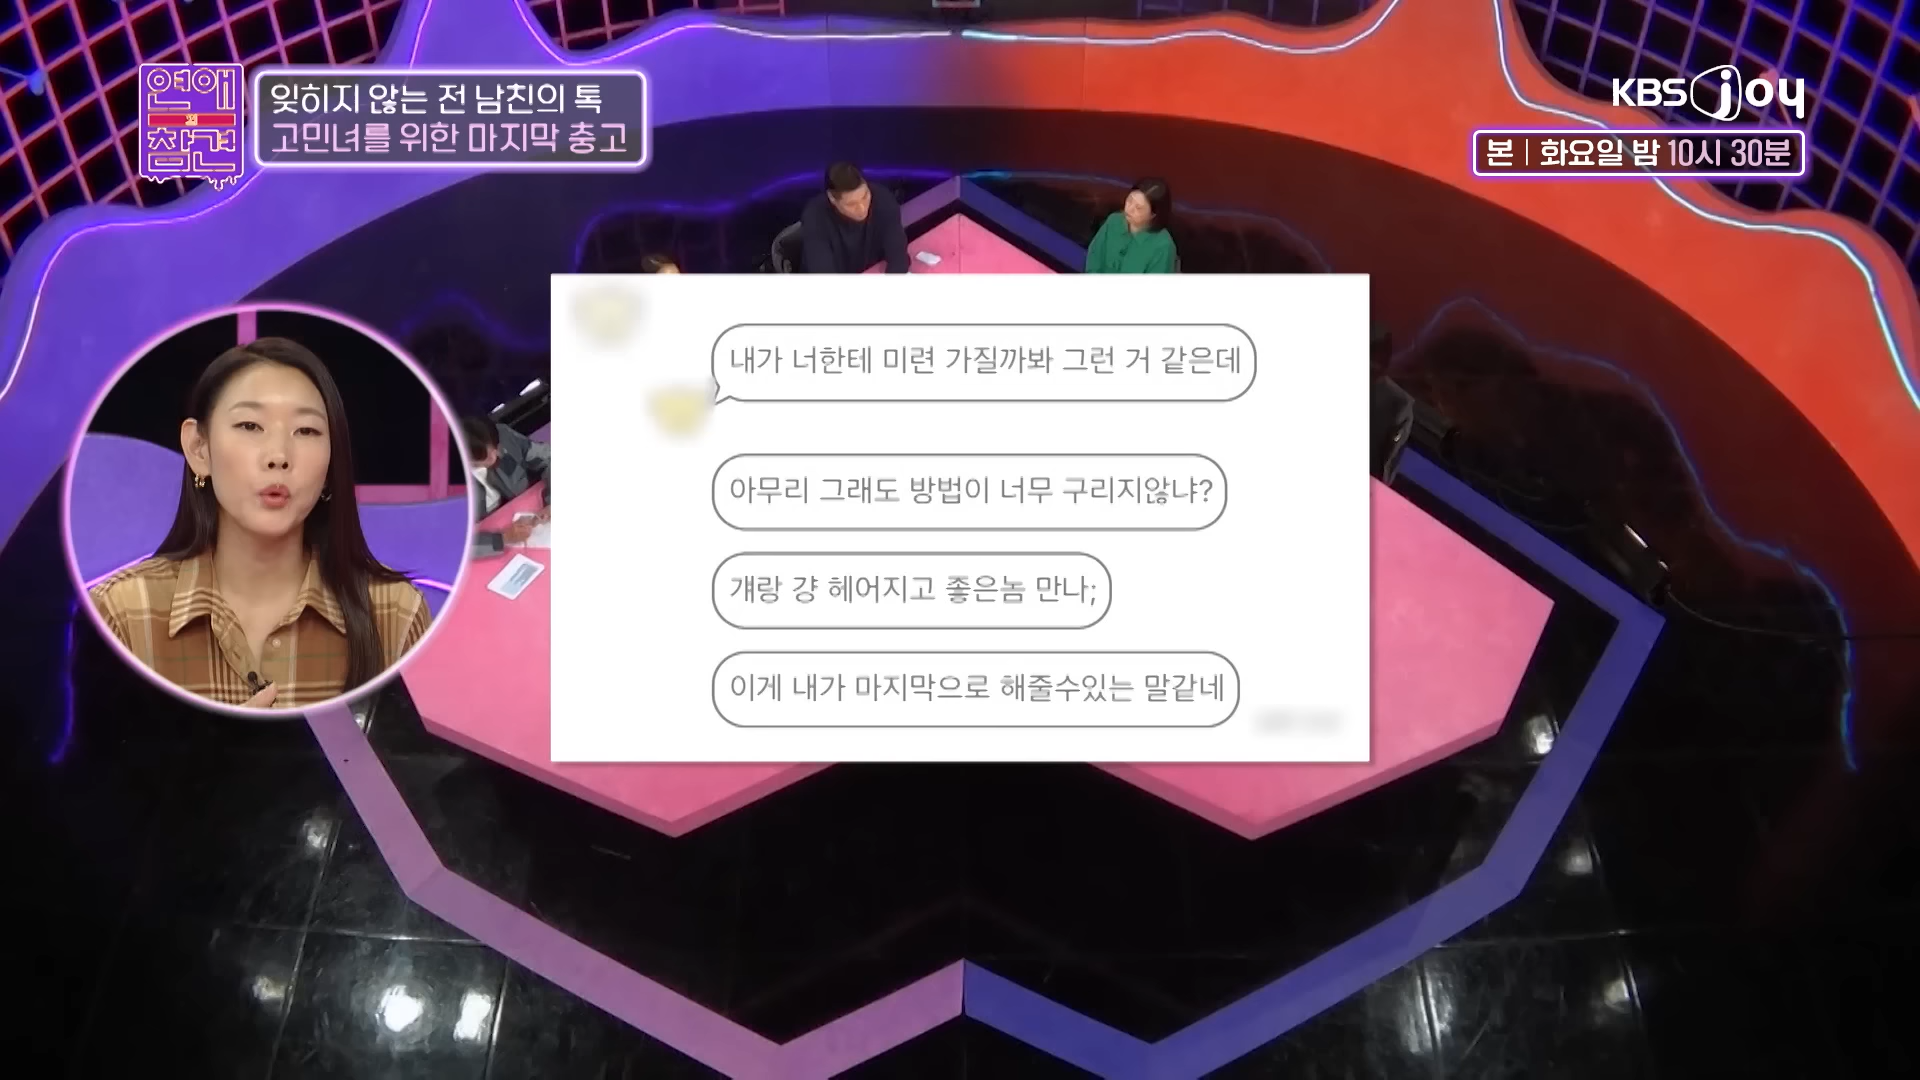 연애
의
참견
잊히지 않는 전 남친의 톡
고민녀를 위한 마지막 충고
KBS joy
본 | 화요일 밤 10시 30분
내가 너한테 미련 가질까봐 그런 거 같은데
아무리 그래도 방법이 너무 구리지않냐?
걔랑 걍 헤어지고 좋은놈 만나;
이게 내가 마지막으로 해줄수있는 말같네